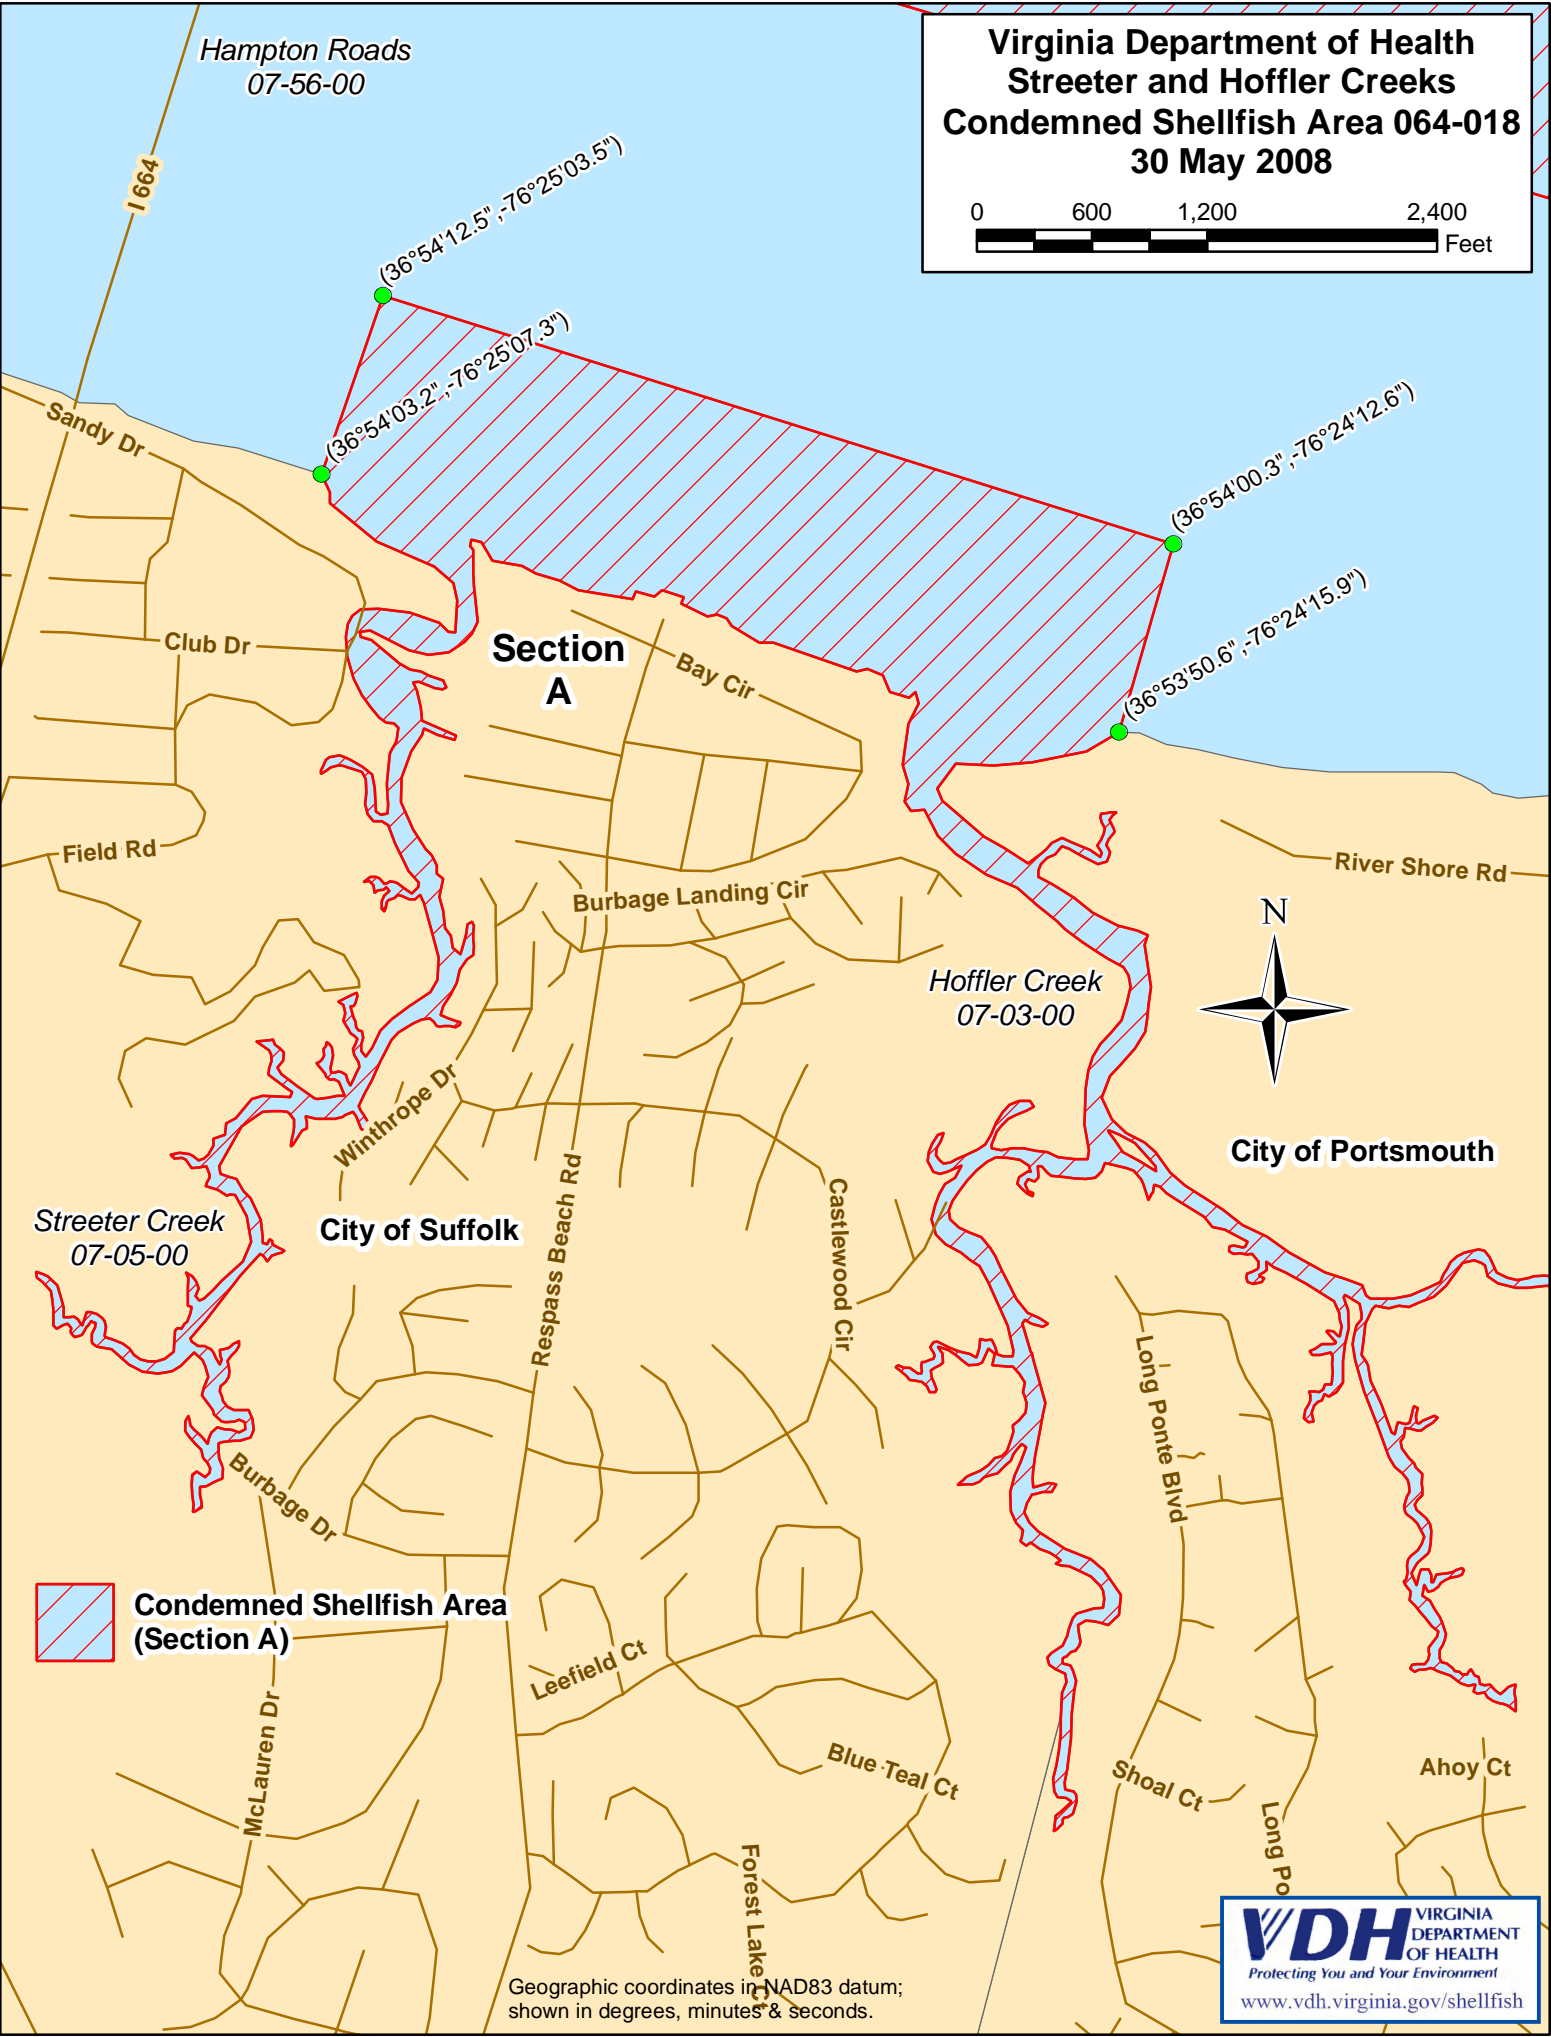 Hampton Roads
07-56-00
Virginia Department of Health
Streeter and Hoffler Creeks
Condemned Shellfish Area 064-018
30 May 2008
0 600 1,200 2,400
Feet
I 664
(36°54'12.5",-76°25'03.5")
(36°54'03.2",-76°25'07.3")
(36°54'00.3",-76°24'12.6")
(36°53'50.6",-76°24'15.9")
Sandy Dr
Club Dr
Section
A
Bay Cir
Field Rd
River Shore Rd
Burbage Landing Cir
N
Hoffler Creek
07-03-00
Winthrope Dr
City of Portsmouth
Respass Beach Rd
Castlewood Cir
Streeter Creek
07-05-00
City of Suffolk
Long Ponte Blvd
Burbage Dr
Condemned Shellfish Area
(Section A)
Leefield Ct
McLauren Dr
Blue Teal Ct
Shoal Ct
Ahoy Ct
Long Po
Forest Lake Ct
Geographic coordinates in NAD83 datum;
shown in degrees, minutes & seconds.
VDH VIRGINIA
DEPARTMENT
OF HEALTH
Protecting You and Your Environment
www.vdh.virginia.gov/shellfish